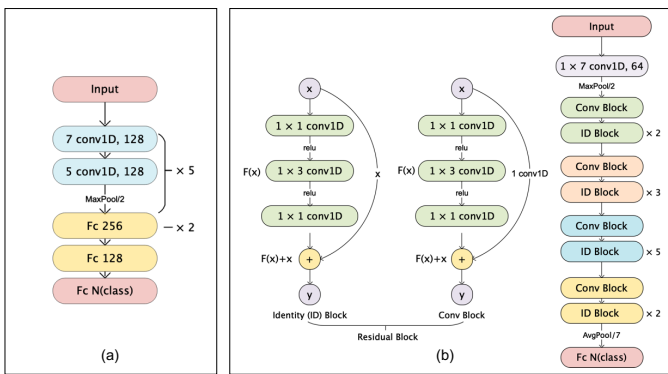 Input
7 conv1D, 128
5 conv1D, 128
MaxPool/2
× 5
Fc 256
× 2
Fc 128
Fc N(class)
(a)
x
1 × 1 conv1D
relu
F(x)
1 × 3 conv1D
x
relu
1 × 1 conv1D
F(x)+x
+
y
Identity (ID) Block
x
1 × 1 conv1D
relu
F(x)
1 × 3 conv1D
1 conv1D
relu
1 × 1 conv1D
F(x)+x
+
y
Conv Block
Residual Block
(b)
Input
1 × 7 conv1D, 64
MaxPool/2
Conv Block
ID Block × 2
Conv Block
ID Block × 3
Conv Block
ID Block × 5
Conv Block
ID Block × 2
AvgPool/7
Fc N(class)